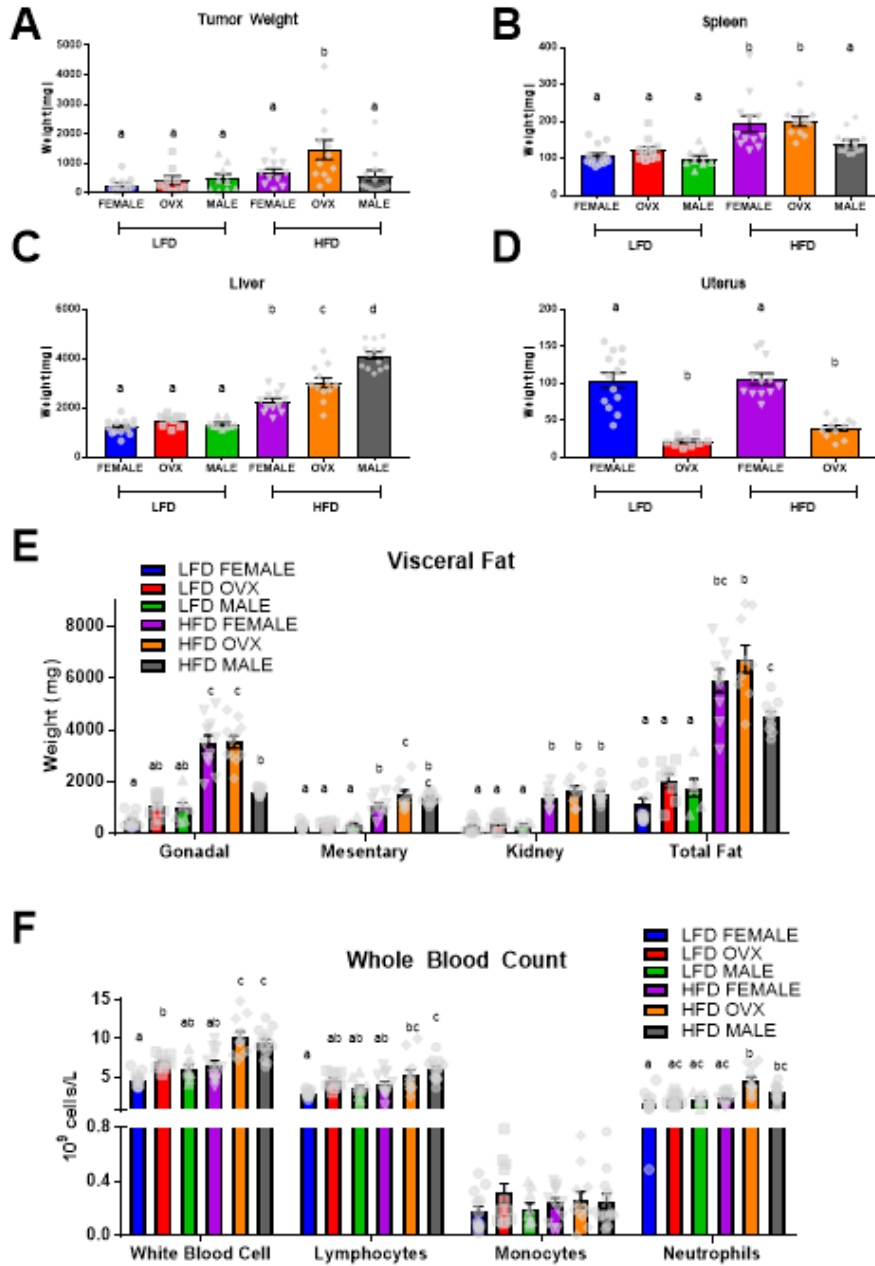 A
Tumor Weight
Weight[mg]
5000
4000
3000
2000
1000
0
a a a a b a
FEMALE OVX MALE FEMALE OVX MALE
LFD HFD
B
Spleen
Weight[mg]
400
300
200
100
0
a a a b b a
FEMALE OVX MALE FEMALE OVX MALE
LFD HFD
C
Liver
Weight[mg]
6000
4000
2000
0
a a a b c d
FEMALE OVX MALE FEMALE OVX MALE
LFD HFD
D
Uterus
Weight[mg]
200
150
100
50
0
a b a b
FEMALE OVX FEMALE OVX
LFD HFD
E
Visceral Fat
LFD FEMALE
LFD OVX
LFD MALE
HFD FEMALE
HFD OVX
HFD MALE
Weight (mg)
8000
6000
4000
2000
0
a ab ab c c b
a a a b c b c
a a a b b b
a a a bc b c
Gonadal Mesentary Kidney Total Fat
F
Whole Blood Count
LFD FEMALE
LFD OVX
LFD MALE
HFD FEMALE
HFD OVX
HFD MALE
10⁹ cells/L
15
10
5
0.8
0.4
0.0
a b ab ab c c
a ab ab ab bc c
a ac ac ac b bc
White Blood Cell Lymphocytes Monocytes Neutrophils